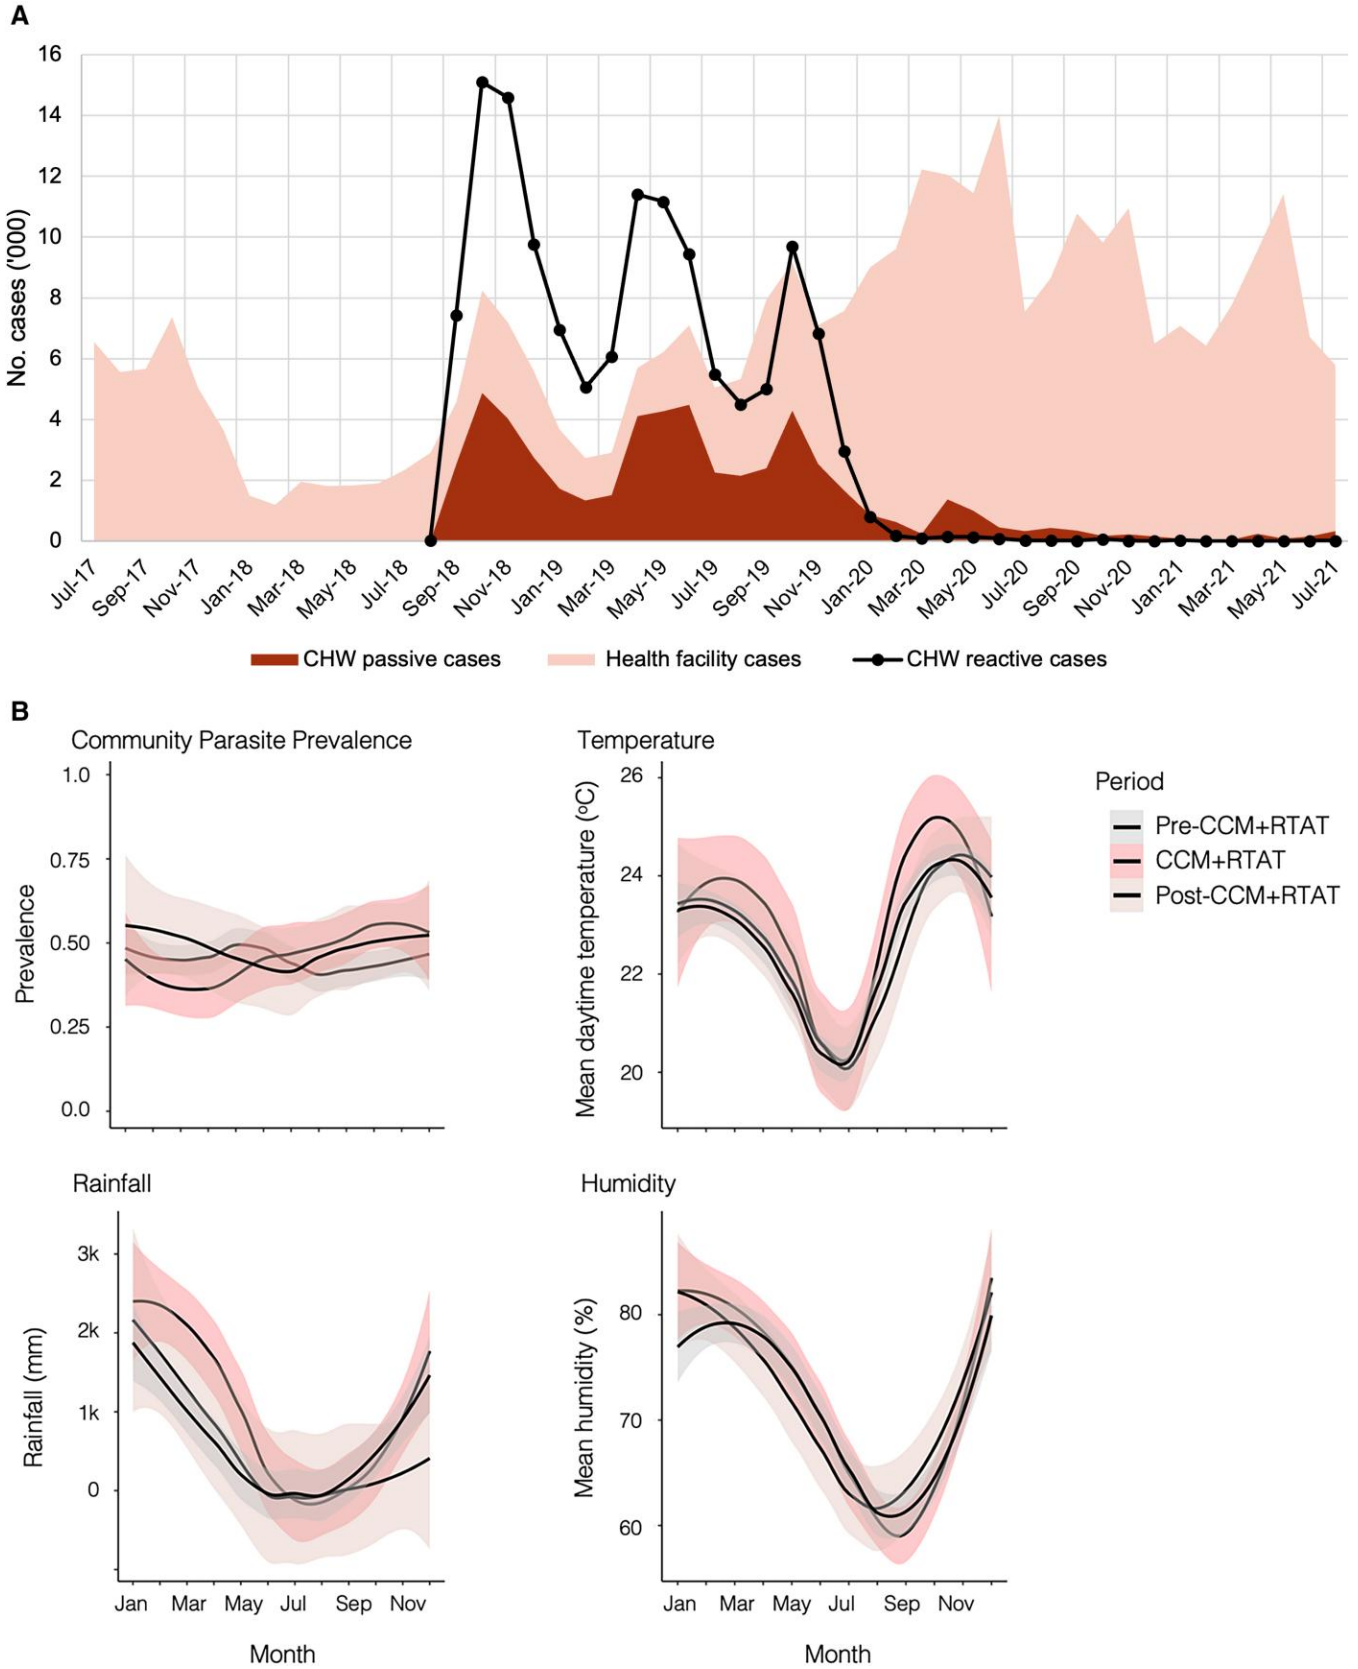 A
16
14
12
10
8
6
4
2
0
No. cases ('000)
Jul-17 Sep-17 Nov-17 Jan-18 Mar-18 May-18 Jul-18 Sep-18 Nov-18 Jan-19 Mar-19 May-19 Jul-19 Sep-19 Nov-19 Jan-20 Mar-20 May-20 Jul-20 Sep-20 Nov-20 Jan-21 Mar-21 May-21 Jul-21
CHW passive cases Health facility cases CHW reactive cases
B
Community Parasite Prevalence
1.0
0.75
0.50
0.25
0.0
Prevalence
Temperature
26
24
22
20
Mean daytime temperature (ºC)
Period
Pre-CCM+RTAT
CCM+RTAT
Post-CCM+RTAT
Rainfall
3k
2k
1k
0
Rainfall (mm)
Jan Mar May Jul Sep Nov
Month
Humidity
80
70
60
Mean humidity (%)
Jan Mar May Jul Sep Nov
Month